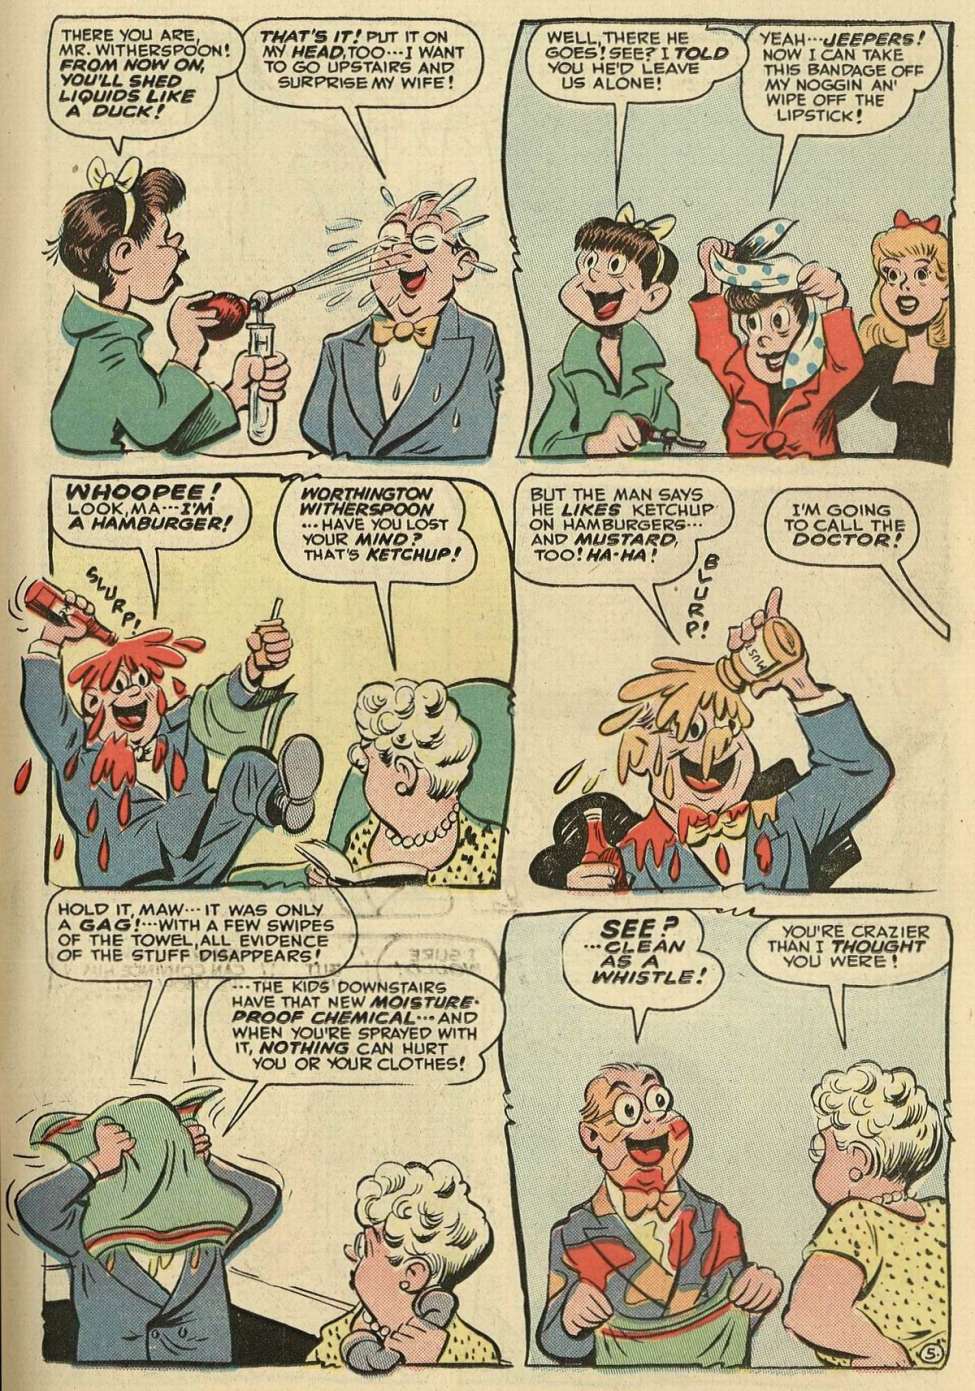 THERE YOU ARE,
MR. WITHERSPOON!
FROM NOW ON,
YOU'LL SHED
LIQUIDS LIKE
A DUCK!
THAT'S IT! PUT IT ON
MY HEAD, TOO---I WANT
TO GO UPSTAIRS AND
SURPRISE MY WIFE!
WELL, THERE HE
GOES! SEE? I TOLD
YOU HE'D LEAVE
US ALONE!
YEAH---JEEPERS!
NOW I CAN TAKE
THIS BANDAGE OFF
MY NOGGIN AN'
WIPE OFF THE
LIPSTICK!
WHOOPEE!
LOOK, MA---I'M
A HAMBURGER!
SLURP!
WORTHINGTON
WITHERSPOON
---HAVE YOU LOST
YOUR MIND?
THAT'S KETCHUP!
BUT THE MAN SAYS
HE LIKES KETCHUP
ON HAMBURGERS---
AND MUSTARD,
TOO! HA-HA!
BLURP!
MUST
I'M GOING
TO CALL THE
DOCTOR!
HOLD IT, MAW---IT WAS ONLY
A GAG!---WITH A FEW SWIPES
OF THE TOWEL, ALL EVIDENCE
OF THE STUFF DISAPPEARS!
---THE KIDS DOWNSTAIRS
HAVE THAT NEW MOISTURE-
PROOF CHEMICAL---AND
WHEN YOU'RE SPRAYED WITH
IT, NOTHING CAN HURT
YOU OR YOUR CLOTHES!
SEE?
---CLEAN
AS A
WHISTLE!
YOU'RE CRAZIER
THAN I THOUGHT
YOU WERE!
5.